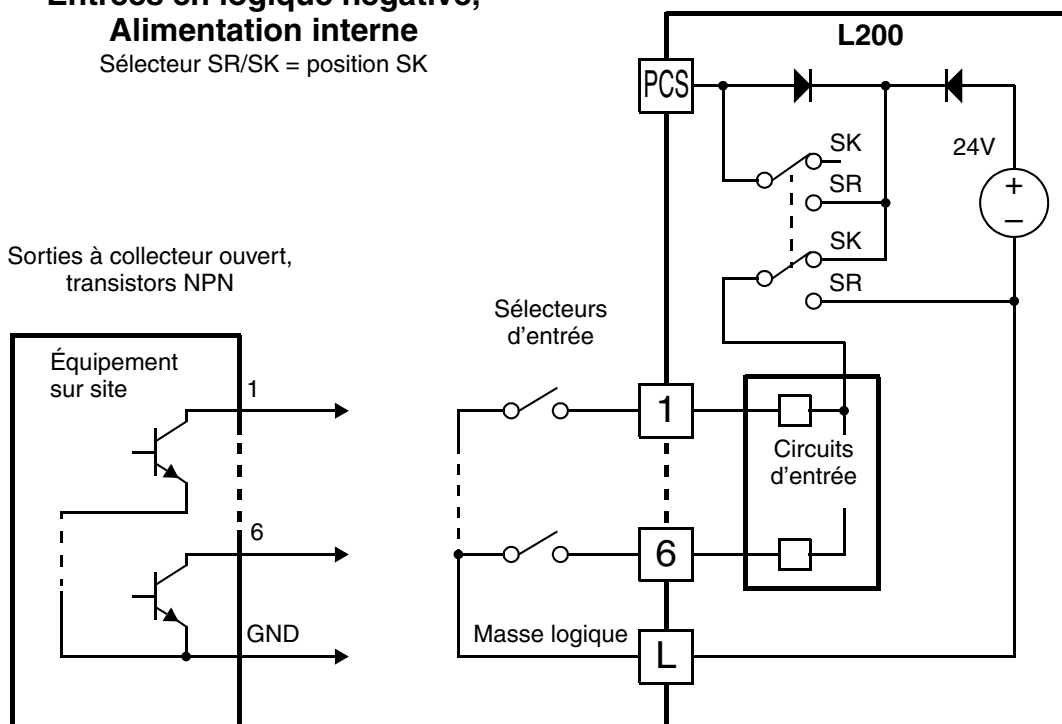 Entrées en logique négative,
Alimentation interne
Sélecteur SR/SK = position SK
L200
PCS
SK
24V
SR
+
–
SK
SR
Sorties à collecteur ouvert,
transistors NPN
Sélecteurs
d'entrée
Équipement
sur site
1
1
Circuits
d'entrée
6
6
GND
Masse logique
L